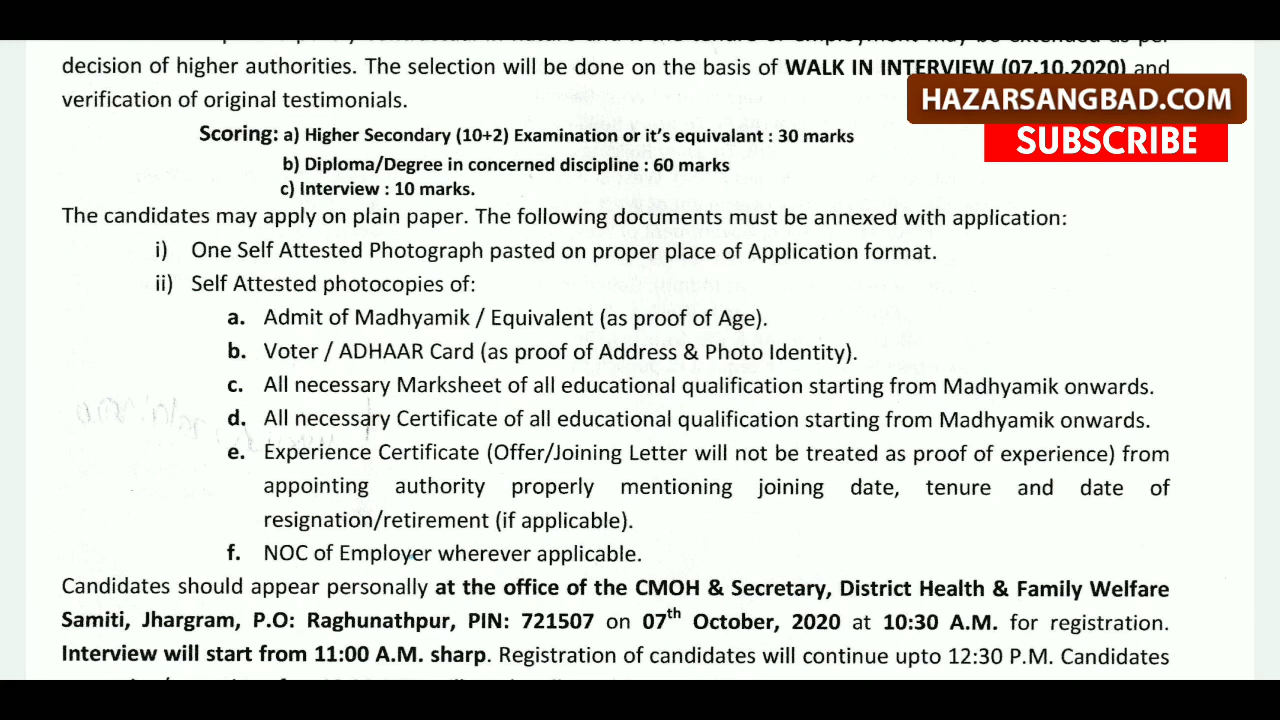 decision of higher authorities. The selection will be done on the basis of WALK IN INTERVIEW (07.10.2020) and
verification of original testimonials.
HAZARSANGBAD.COM
SUBSCRIBE
Scoring: a) Higher Secondary (10+2) Examination or it's equivalant : 30 marks
b) Diploma/Degree in concerned discipline : 60 marks
c) Interview : 10 marks.
The candidates may apply on plain paper. The following documents must be annexed with application:
i) One Self Attested Photograph pasted on proper place of Application format.
ii) Self Attested photocopies of:
a. Admit of Madhyamik / Equivalent (as proof of Age).
b. Voter / ADHAAR Card (as proof of Address & Photo Identity).
c. All necessary Marksheet of all educational qualification starting from Madhyamik onwards.
d. All necessary Certificate of all educational qualification starting from Madhyamik onwards.
e. Experience Certificate (Offer/Joining Letter will not be treated as proof of experience) from
appointing authority properly mentioning joining date, tenure and date of
resignation/retirement (if applicable).
f. NOC of Employer wherever applicable.
Candidates should appear personally at the office of the CMOH & Secretary, District Health & Family Welfare
Samiti, Jhargram, P.O: Raghunathpur, PIN: 721507 on 07th October, 2020 at 10:30 A.M. for registration.
Interview will start from 11:00 A.M. sharp. Registration of candidates will continue upto 12:30 P.M. Candidates